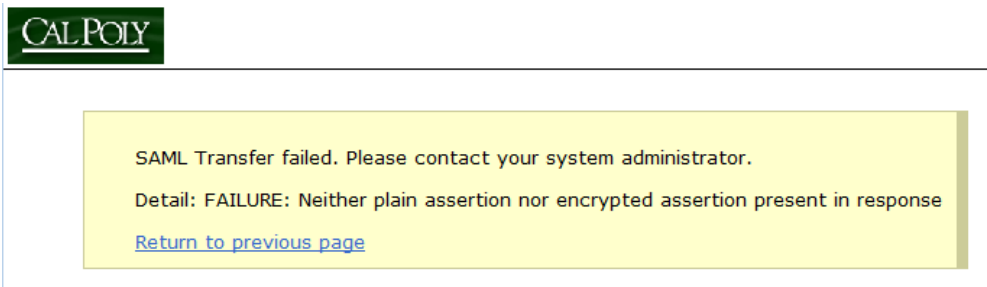 CAL POLY
SAML Transfer failed. Please contact your system administrator.
Detail: FAILURE: Neither plain assertion nor encrypted assertion present in response
Return to previous page